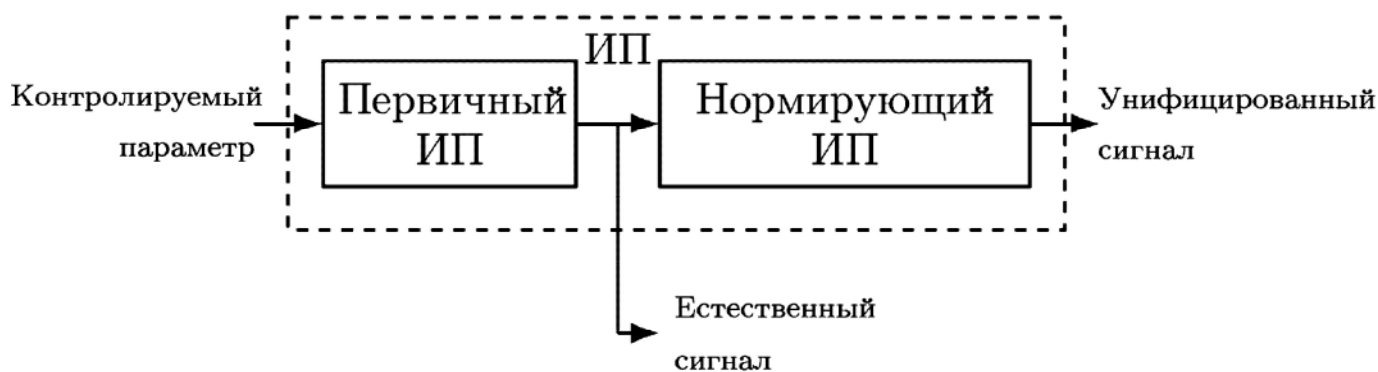 ИП
Контролируемый
параметр
Первичный
ИП
Нормирующий
ИП
Унифицированный
сигнал
Естественный
сигнал